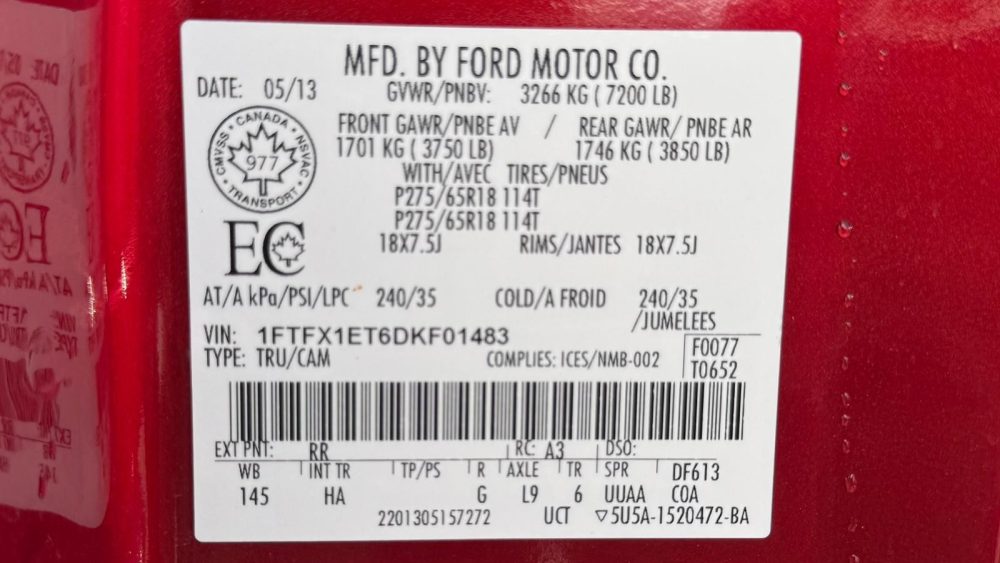 MFD. BY FORD MOTOR CO.
DATE: 05/13 GVWR/PNBV: 3266 KG ( 7200 LB)
FRONT GAWR/PNBE AV / REAR GAWR/ PNBE AR
1701 KG ( 3750 LB) 1746 KG ( 3850 LB)
WITH/AVEC TIRES/PNEUS
P275/65R18 114T
P275/65R18 114T
18X7.5J RIMS/JANTES 18X7.5J
CANADA
CMVSS NSVAC
977
TRANSPORT
EC
AT/A kPa/PSI/LPC 240/35 COLD/A FROID 240/35
/JUMELEES
VIN: 1FTFX1ET6DKF01483
TYPE: TRU/CAM COMPLIES: ICES/NMB-002
F0077
T0652
EXT PNT: RR RC: A3 DSO:
WB INT TR TP/PS R AXLE TR SPR DF613
145 HA G L9 6 UUAA COA
2201305157272 UCT ▽5U5A-1520472-BA